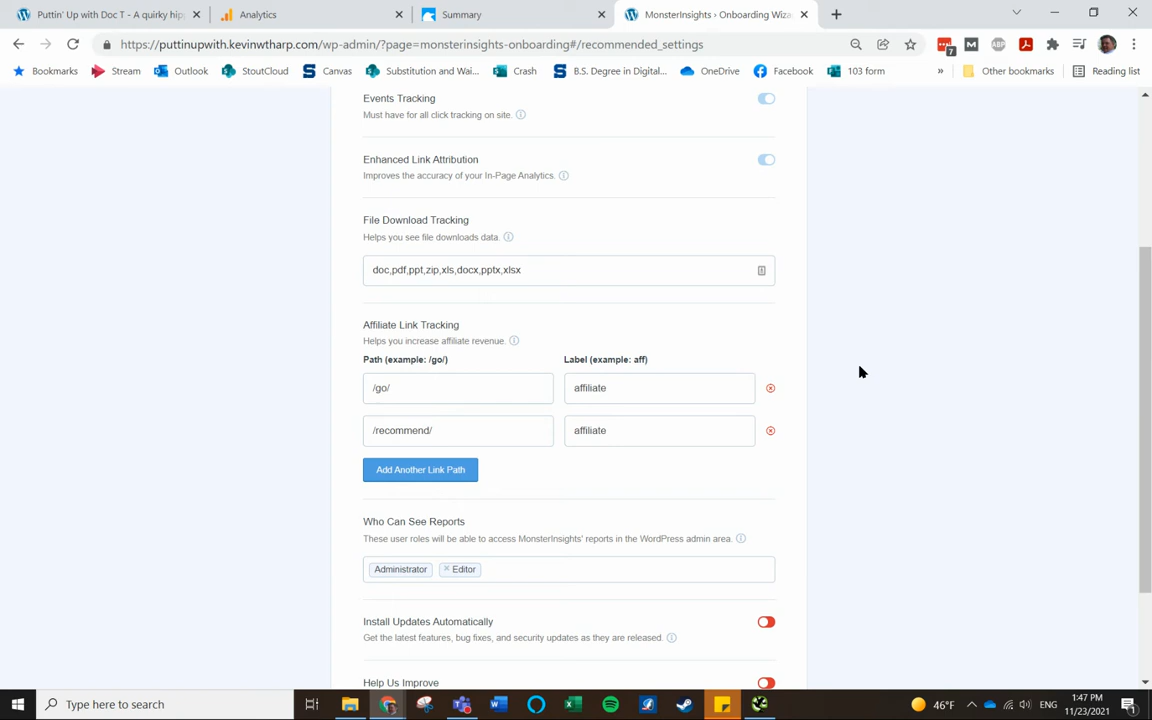 Puttin' Up with Doc T - A quirky hip
Analytics
Summary
MonsterInsights › Onboarding Wiza
https://puttinupwith.kevinwtharp.com/wp-admin/?page=monsterinsights-onboarding#/recommended_settings
7
ABP
Bookmarks
Stream
Outlook
StoutCloud
Canvas
Substitution and Wai...
Crash
B.S. Degree in Digital...
OneDrive
Facebook
103 form
»
Other bookmarks
Reading list
Events Tracking
Must have for all click tracking on site.
Enhanced Link Attribution
Improves the accuracy of your In-Page Analytics.
File Download Tracking
Helps you see file downloads data.
doc,pdf,ppt,zip,xls,docx,pptx,xlsx
Affiliate Link Tracking
Helps you increase affiliate revenue.
Path (example: /go/) Label (example: aff)
/go/ affiliate
/recommend/ affiliate
Add Another Link Path
Who Can See Reports
These user roles will be able to access MonsterInsights' reports in the WordPress admin area.
Administrator × Editor
Install Updates Automatically
Get the latest features, bug fixes, and security updates as they are released.
Help Us Improve
Type here to search
46°F
1:47 PM
11/23/2021
1